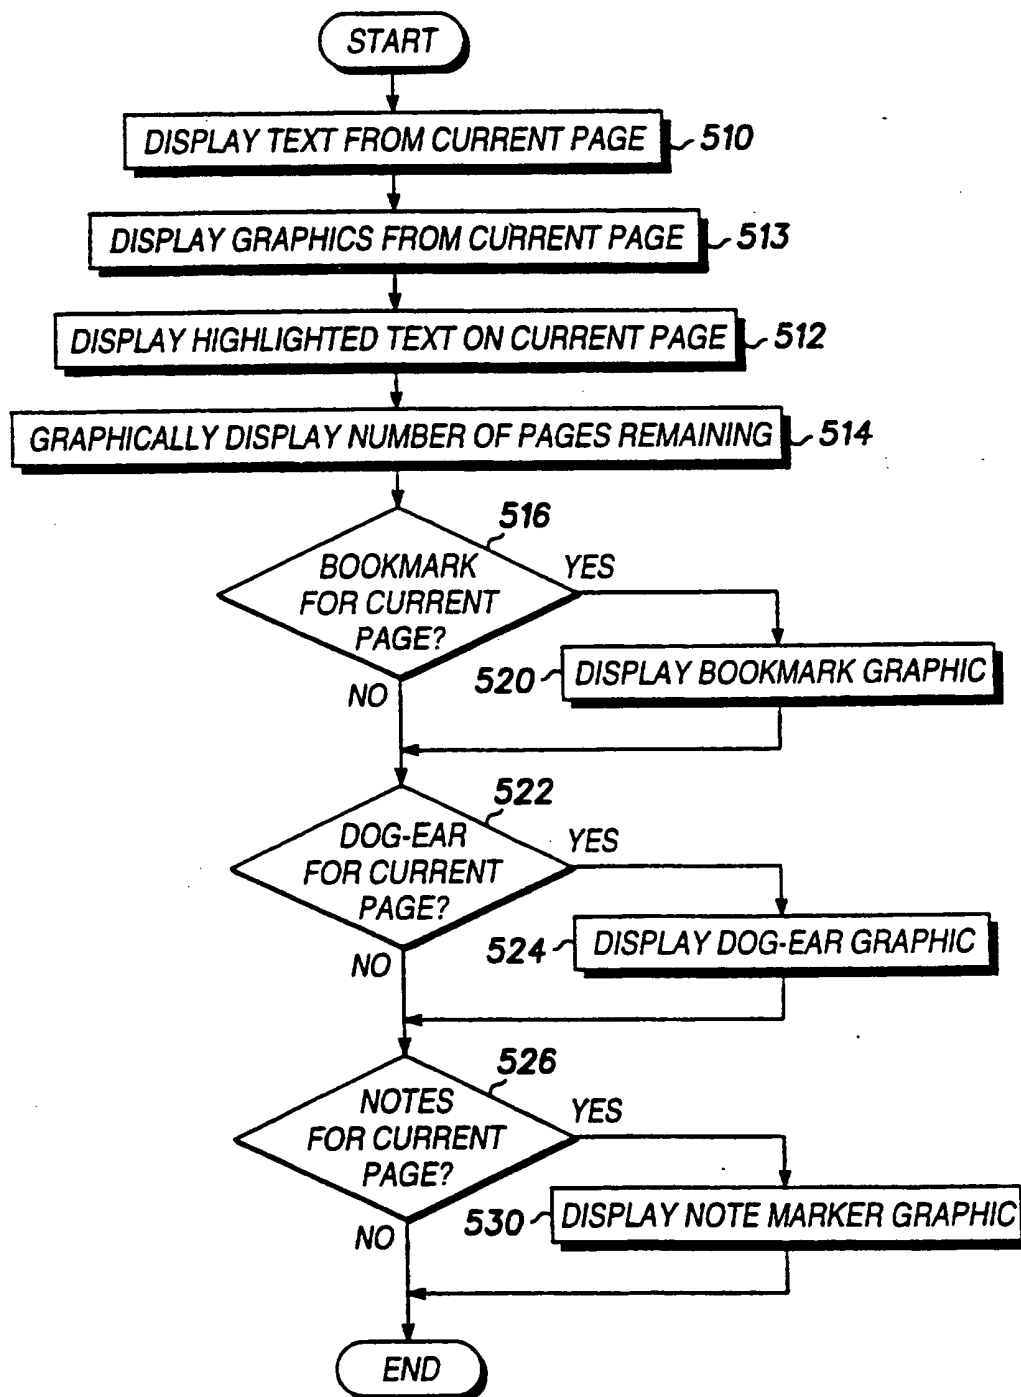 START
DISPLAY TEXT FROM CURRENT PAGE 510
DISPLAY GRAPHICS FROM CURRENT PAGE 513
DISPLAY HIGHLIGHTED TEXT ON CURRENT PAGE 512
GRAPHICALLY DISPLAY NUMBER OF PAGES REMAINING 514
516
BOOKMARK
FOR CURRENT
PAGE?
YES
NO
520 DISPLAY BOOKMARK GRAPHIC
522
DOG-EAR
FOR CURRENT
PAGE?
YES
NO
524 DISPLAY DOG-EAR GRAPHIC
526
NOTES
FOR CURRENT
PAGE?
YES
NO
530 DISPLAY NOTE MARKER GRAPHIC
END